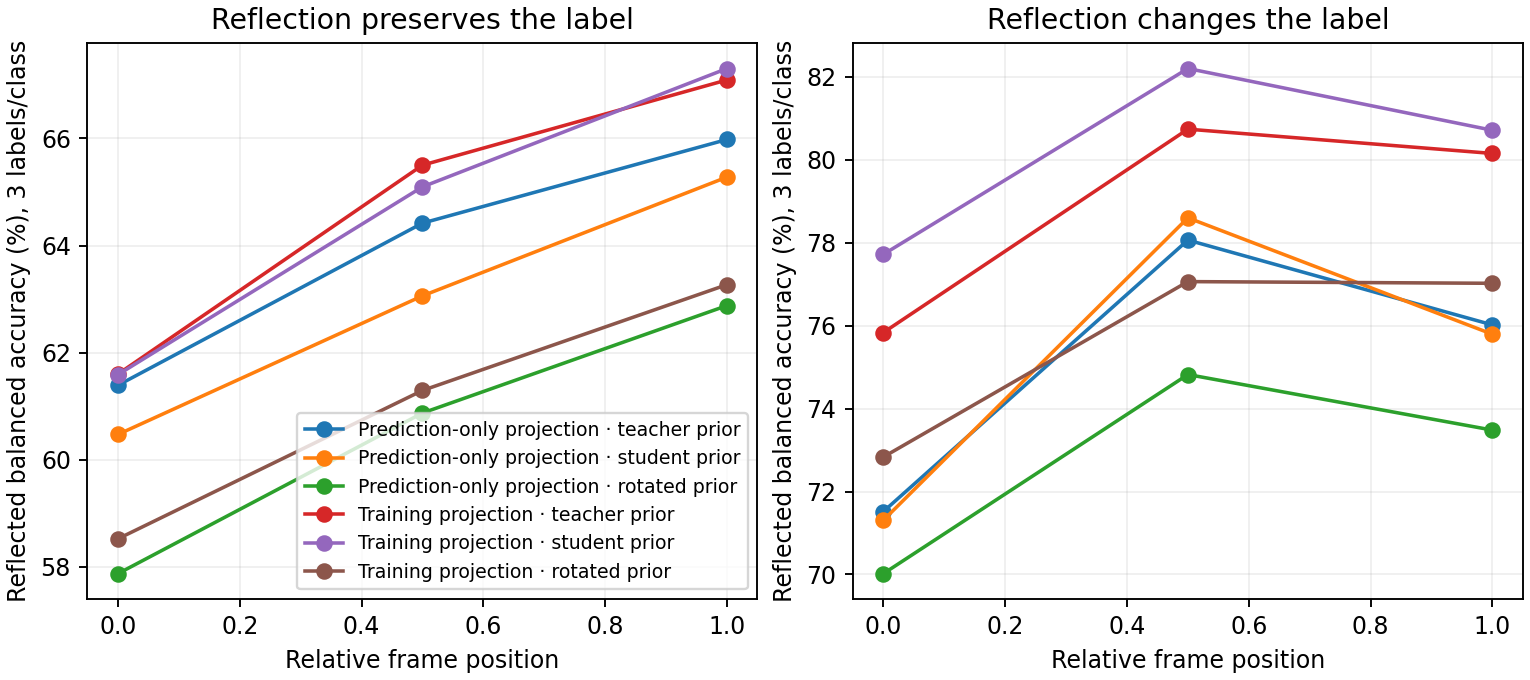 Reflection preserves the label
Reflected balanced accuracy (%), 3 labels/class
66
64
62
60
58
Prediction-only projection · teacher prior
Prediction-only projection · student prior
Prediction-only projection · rotated prior
Training projection · teacher prior
Training projection · student prior
Training projection · rotated prior
0.0 0.2 0.4 0.6 0.8 1.0
Relative frame position
Reflection changes the label
Reflected balanced accuracy (%), 3 labels/class
82
80
78
76
74
72
70
0.0 0.2 0.4 0.6 0.8 1.0
Relative frame position